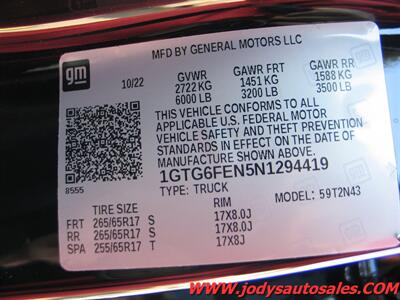 MFD BY GENERAL MOTORS LLC
gm
10/22 GVWR GAWR FRT GAWR RR
2722 KG 1451 KG 1588 KG
6000 LB 3200 LB 3500 LB
THIS VEHICLE CONFORMS TO ALL
APPLICABLE U.S. FEDERAL MOTOR
VEHICLE SAFETY AND THEFT PREVENTION
STANDARDS IN EFFECT ON THE DATE OF
MANUFACTURE SHOWN ABOVE.
8555 1GTG6FEN5N1294419
TYPE: TRUCK MODEL: 59T2N43
TIRE SIZE RIM
FRT 265/65R17 S 17X8.0J
RR 265/65R17 S 17X8.0J
SPA 255/65R17 T 17X8J
www.jodysautosales.com